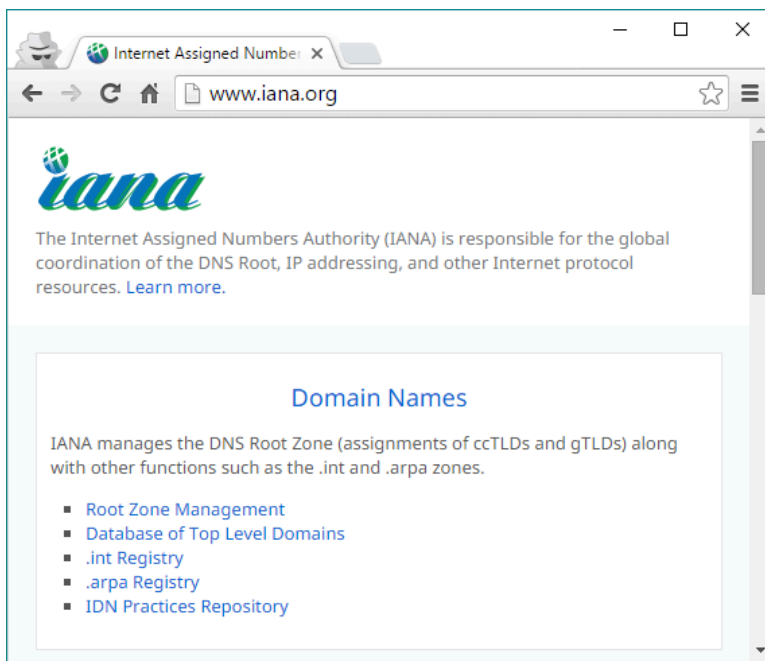 Internet Assigned Number
www.iana.org
iana
The Internet Assigned Numbers Authority (IANA) is responsible for the global
coordination of the DNS Root, IP addressing, and other Internet protocol
resources. Learn more.
Domain Names
IANA manages the DNS Root Zone (assignments of ccTLDs and gTLDs) along
with other functions such as the .int and .arpa zones.
Root Zone Management
Database of Top Level Domains
.int Registry
.arpa Registry
IDN Practices Repository